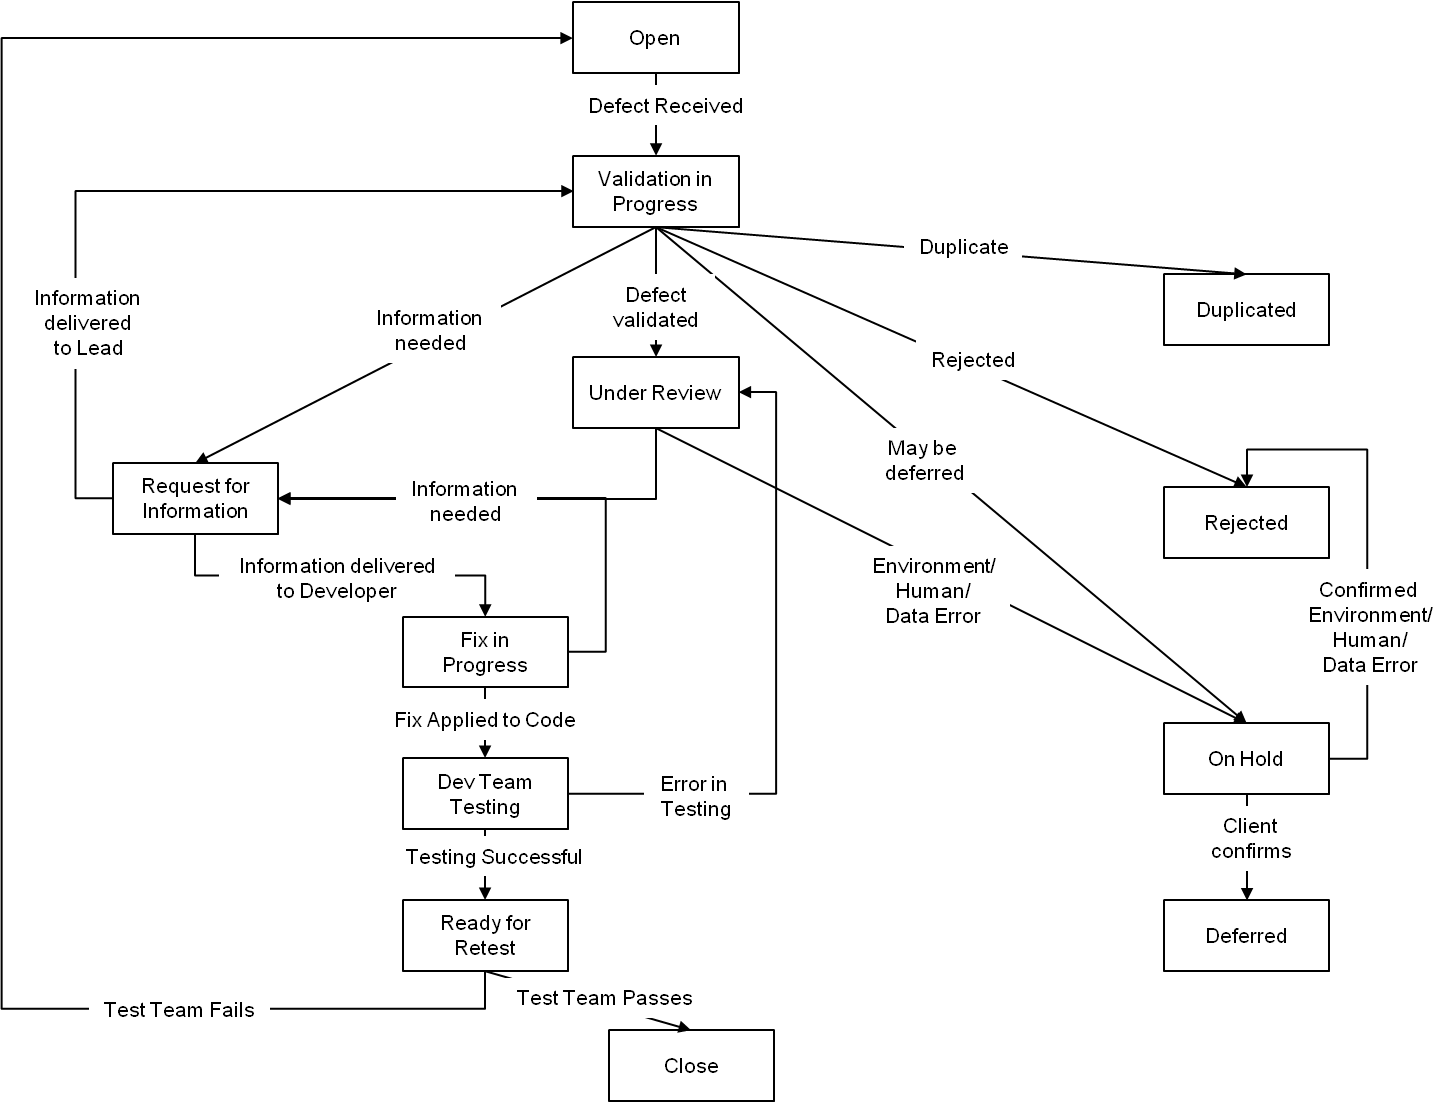 Open
Defect Received
Validation in
Progress
Duplicate
Duplicated
Information
delivered
to Lead
Information
needed
Defect
validated
Rejected
Under Review
May be
deferred
Request for
Information
Information
needed
Rejected
Information delivered
to Developer
Environment/
Human/
Data Error
Confirmed
Environment/
Human/
Data Error
Fix in
Progress
Fix Applied to Code
On Hold
Dev Team
Testing
Error in
Testing
Client
confirms
Testing Successful
Ready for
Retest
Deferred
Test Team Fails
Test Team Passes
Close